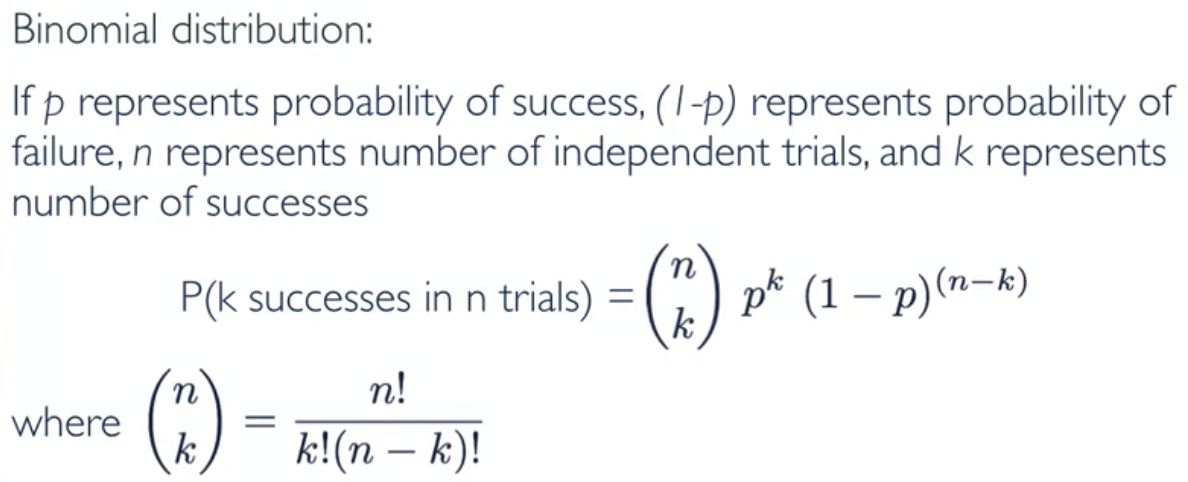 Binomial distribution:
If p represents probability of success, (1-p) represents probability of
failure, n represents number of independent trials, and k represents
number of successes
P(k successes in n trials) = \binom{n}{k} p^k (1 - p)^{(n-k)}
where \binom{n}{k} = \frac{n!}{k!(n - k)!}